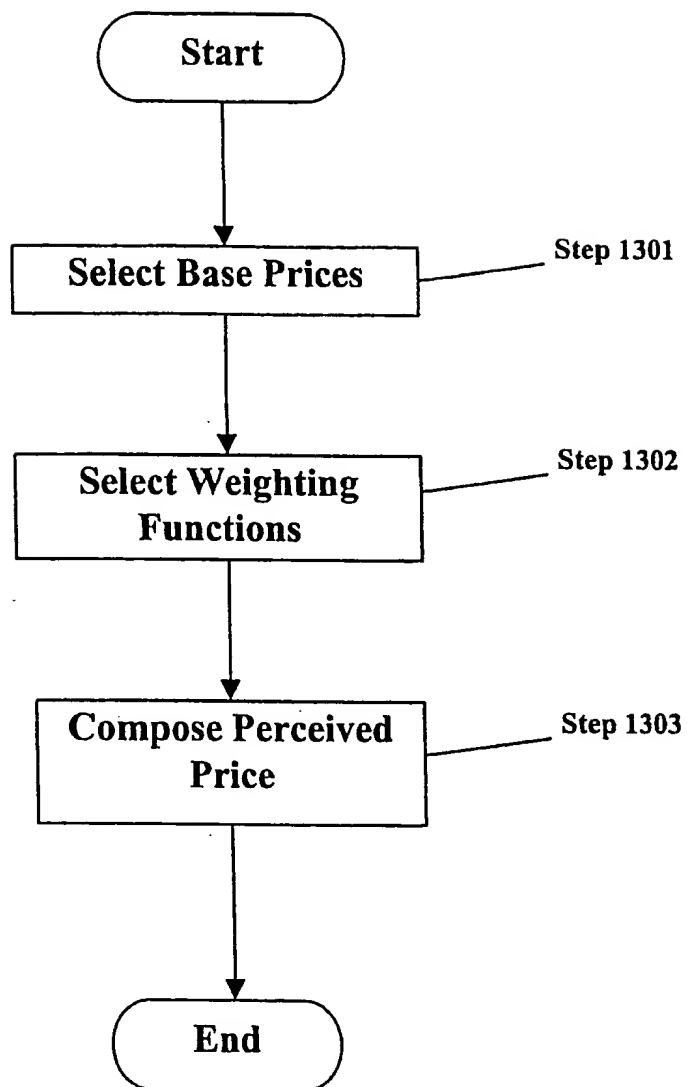 Start
Select Base Prices
Step 1301
Select Weighting
Functions
Step 1302
Compose Perceived
Price
Step 1303
End